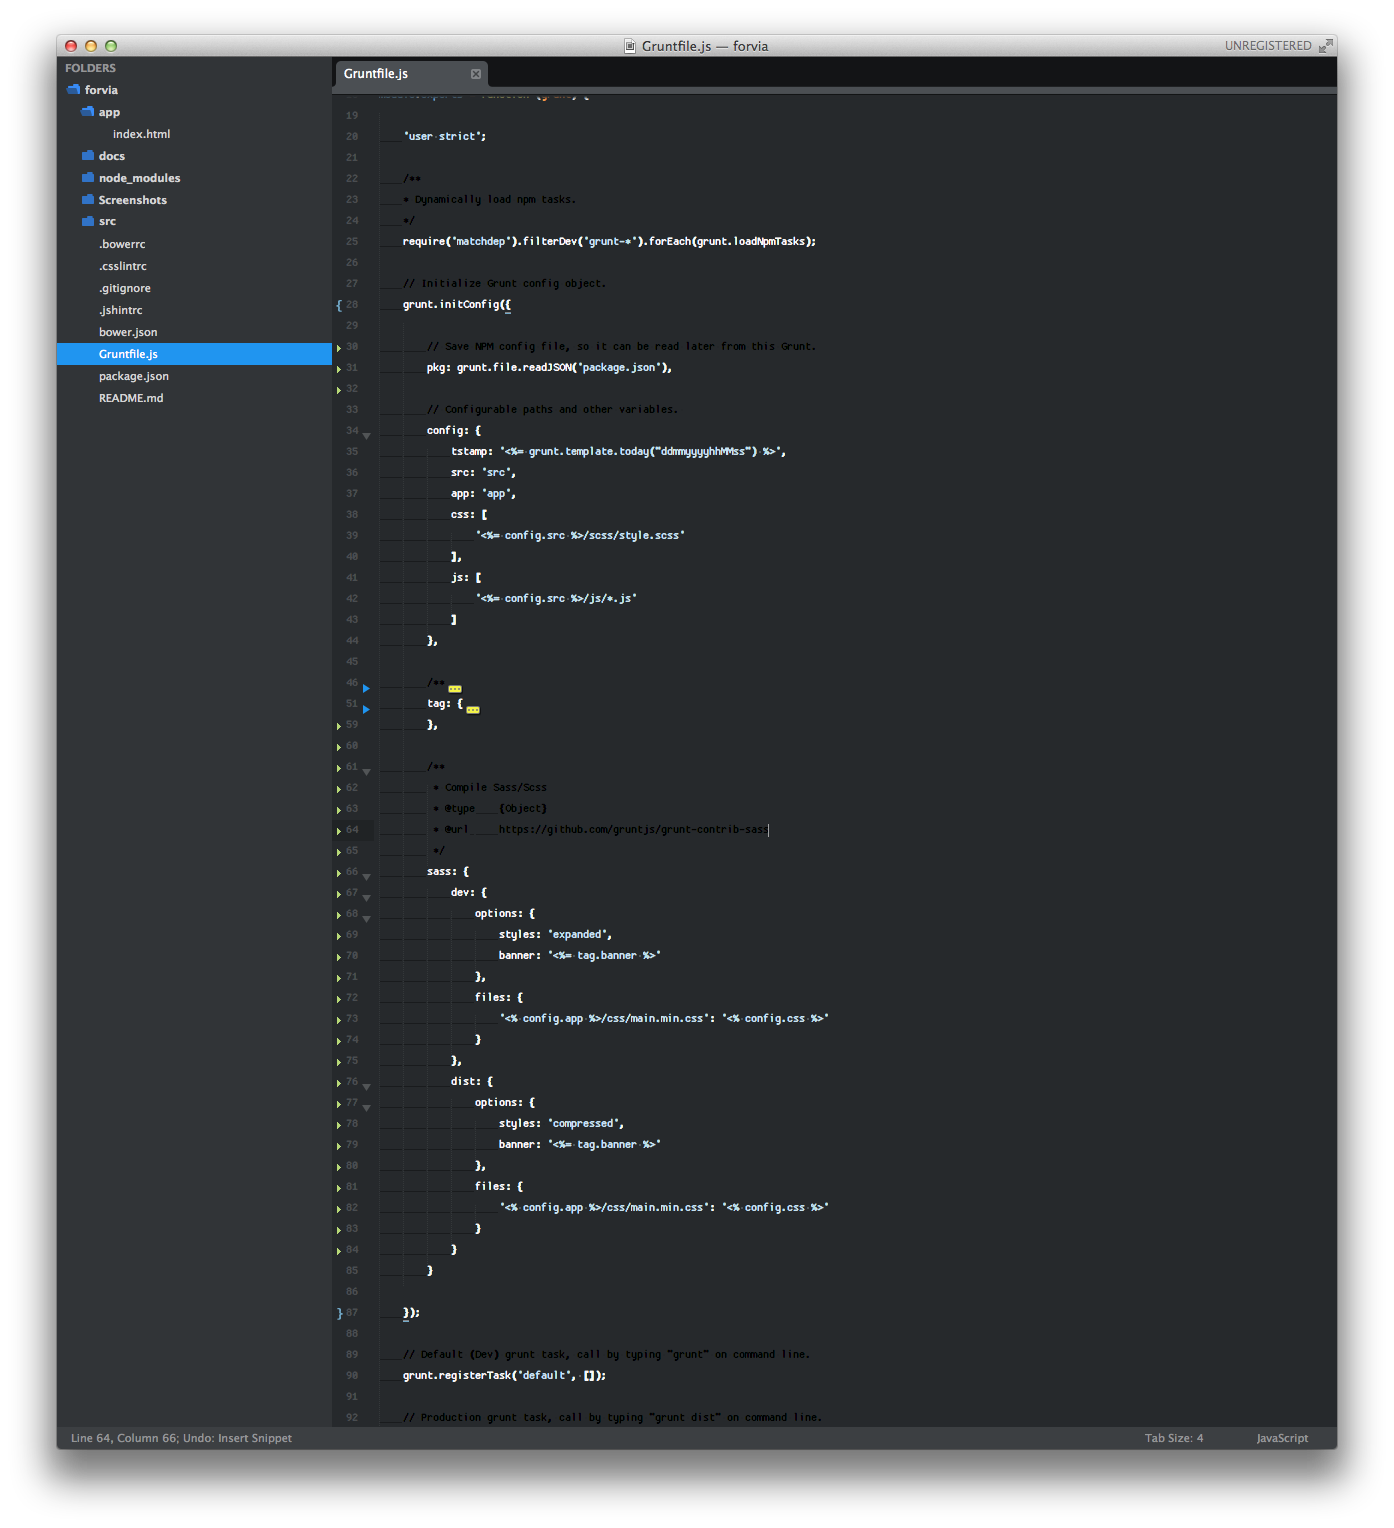 Gruntfile.js — forvia
UNREGISTERED
FOLDERS
forvia
app
index.html
docs
node_modules
Screenshots
src
.bowerrc
.csslintrc
.gitignore
.jshintrc
bower.json
Gruntfile.js
package.json
README.md
Gruntfile.js
19
20 'user strict';
21
22 /**
23 * Dynamically load npm tasks.
24 */
25 require('matchdep').filterDev('grunt-*').forEach(grunt.loadNpmTasks);
26
27 // Initialize Grunt config object.
{ 28 grunt.initConfig({
29
30 // Save NPM config file, so it can be read later from this Grunt.
31 pkg: grunt.file.readJSON('package.json'),
32
33 // Configurable paths and other variables.
34 config: {
35 tstamp: '<%= grunt.template.today("ddmmyyyyhhMMss") %>',
36 src: 'src',
37 app: 'app',
38 css: [
39 '<%= config.src %>/scss/style.scss'
40 ],
41 js: [
42 '<%= config.src %>/js/*.js'
43 ]
44 },
45
46 /**
51 tag: {
59 },
60
61 /**
62 * Compile Sass/Scss
63 * @type {Object}
64 * @url https://github.com/gruntjs/grunt-contrib-sass
65 */
66 sass: {
67 dev: {
68 options: {
69 styles: 'expanded',
70 banner: '<%= tag.banner %>'
71 },
72 files: {
73 '<% config.app %>/css/main.min.css': '<% config.css %>'
74 }
75 },
76 dist: {
77 options: {
78 styles: 'compressed',
79 banner: '<%= tag.banner %>'
80 },
81 files: {
82 '<% config.app %>/css/main.min.css': '<% config.css %>'
83 }
84 }
85 }
86
} 87 });
88
89 // Default (Dev) grunt task, call by typing "grunt" on command line.
90 grunt.registerTask('default', []);
91
92 // Production grunt task, call by typing "grunt dist" on command line.
Line 64, Column 66; Undo: Insert Snippet
Tab Size: 4
JavaScript